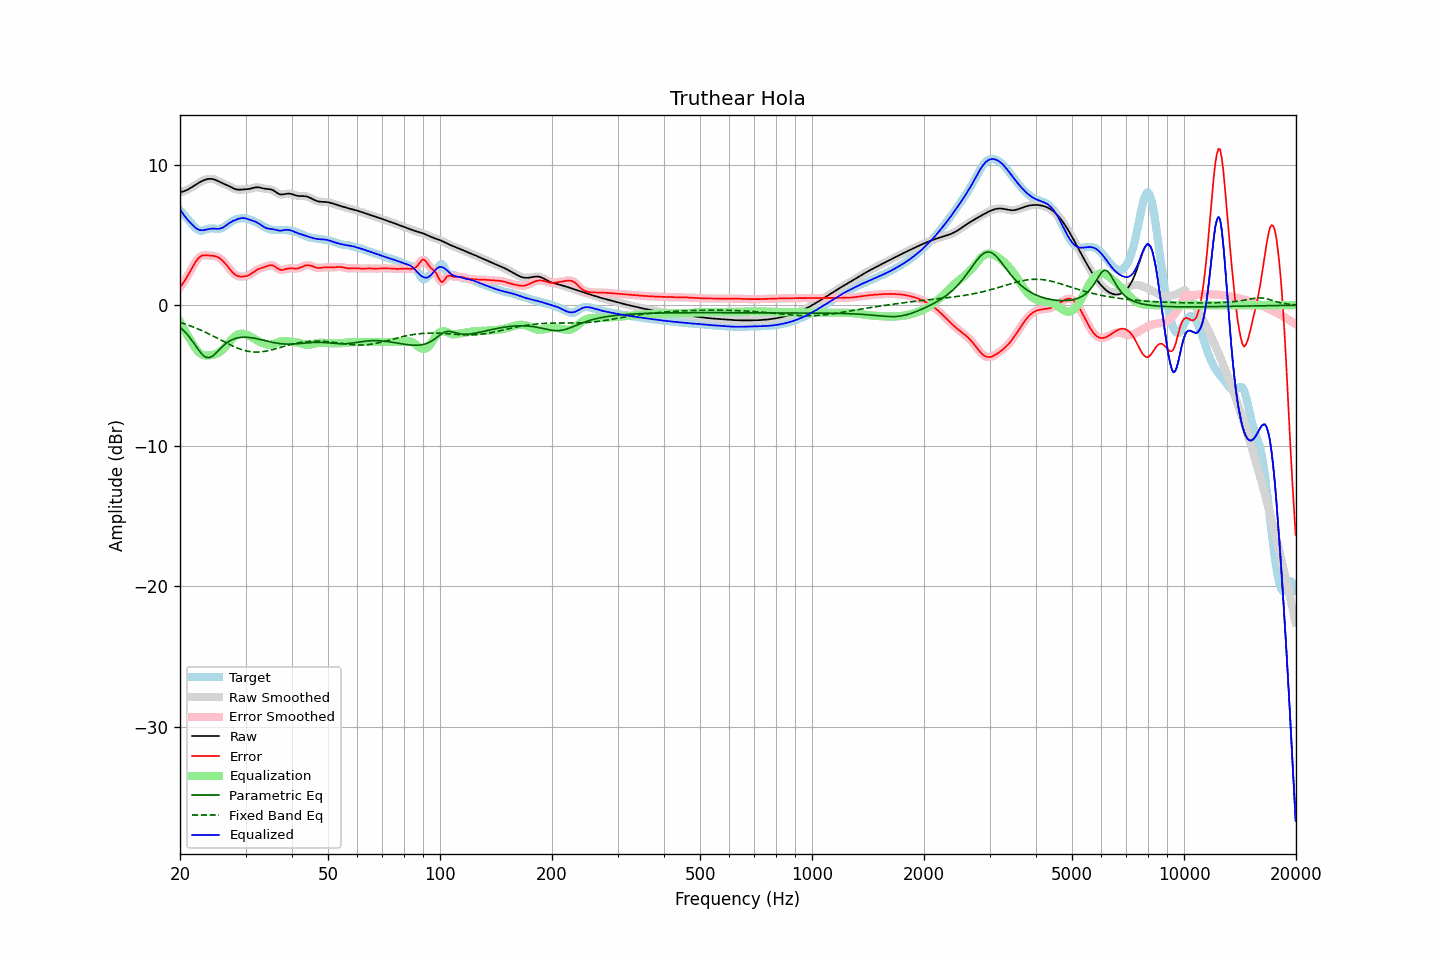 Truthear Hola
Amplitude (dBr)
10
0
−10
−20
−30
Target
Raw Smoothed
Error Smoothed
Raw
Error
Equalization
Parametric Eq
Fixed Band Eq
Equalized
20 50 100 200 500 1000 2000 5000 10000 20000
Frequency (Hz)